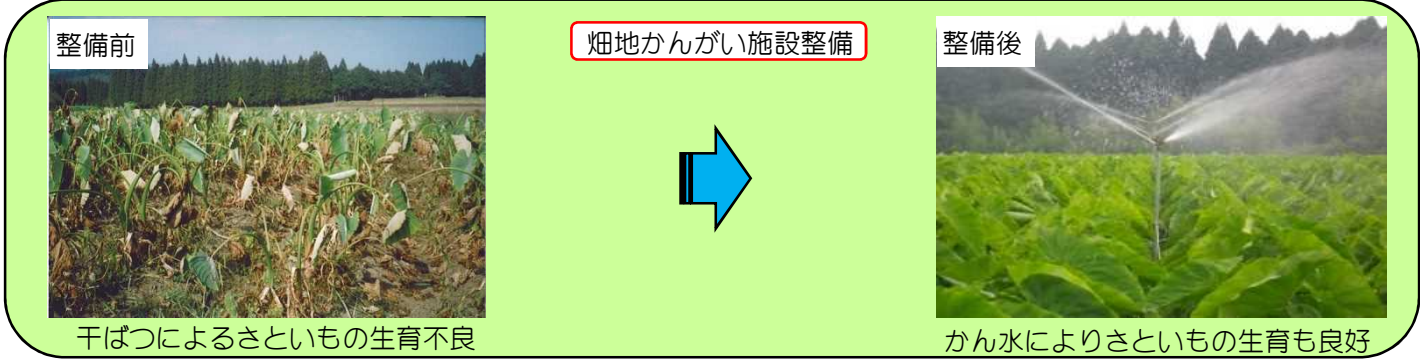 整備前
畑地かんがい施設整備
整備後
干ばつによるさといもの生育不良
かん水によりさといもの生育も良好